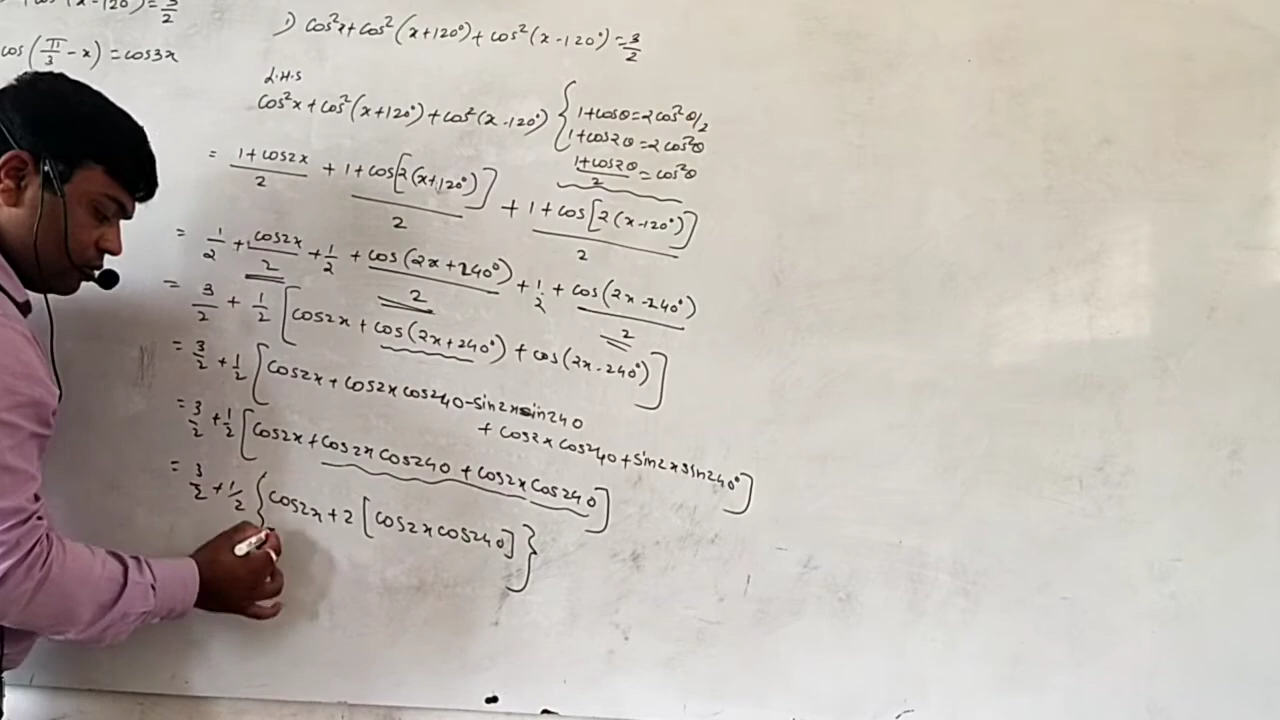 (x-120°)=3/2
cos(π/3 - x) = cos3x
1) cos²x+cos²(x+120°)+cos²(x-120°)=3/2
L.H.S
cos²x+cos²(x+120°)+cos²(x-120°) { 1+cosθ=2cos²θ/2
1+cos2θ=2cos²θ
1+cos2θ/2=cos²θ
= 1+cos2x/2 + 1+cos[2(x+120°)]/2 + 1+cos[2(x-120°)]/2
= 1/2 + cos2x/2 + 1/2 + cos(2x+240°)/2 + 1/2 + cos(2x-240°)/2
= 3/2 + 1/2 [cos2x + cos(2x+240°) + cos(2x-240°)]
= 3/2 + 1/2 [cos2x + cos2x cos240 - sin2x sin240
+ cos2x cos240 + sin2x sin240°]
= 3/2 + 1/2 [cos2x + cos2x cos240 + cos2x cos240]
= 3/2 + 1/2 {cos2x + 2 [cos2x cos240]}